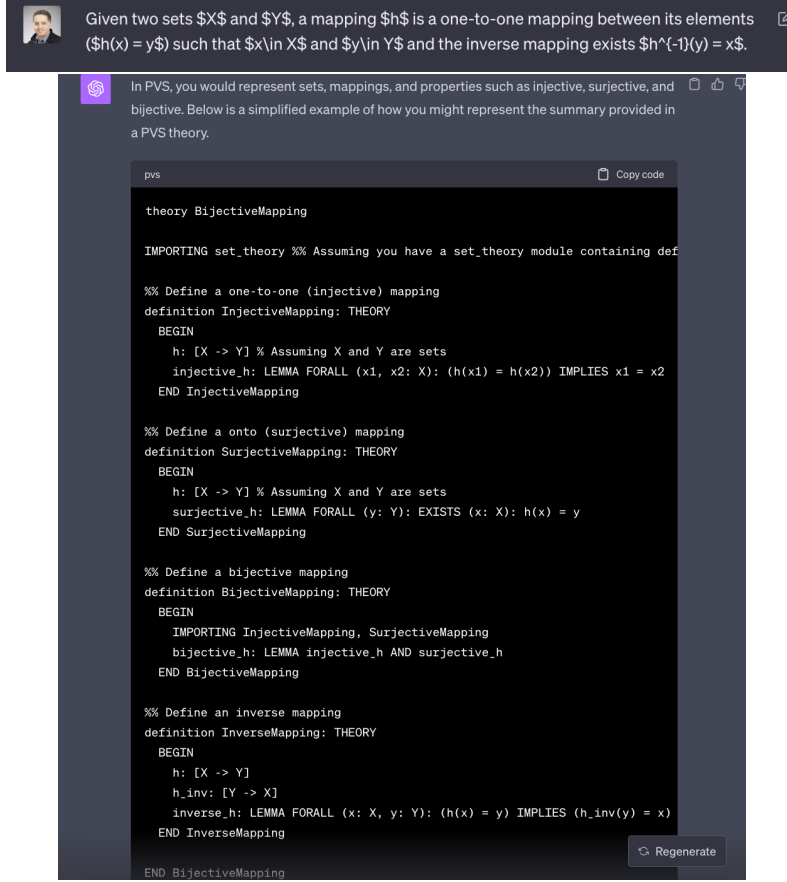 Given two sets $X$ and $Y$, a mapping $h$ is a one-to-one mapping between its elements
($h(x) = y$) such that $x\in X$ and $y\in Y$ and the inverse mapping exists $h^{-1}(y) = x$.
In PVS, you would represent sets, mappings, and properties such as injective, surjective, and
bijective. Below is a simplified example of how you might represent the summary provided in
a PVS theory.
pvs Copy code
theory BijectiveMapping
IMPORTING set_theory %% Assuming you have a set_theory module containing def
%% Define a one-to-one (injective) mapping
definition InjectiveMapping: THEORY
BEGIN
h: [X -> Y] % Assuming X and Y are sets
injective_h: LEMMA FORALL (x1, x2: X): (h(x1) = h(x2)) IMPLIES x1 = x2
END InjectiveMapping
%% Define a onto (surjective) mapping
definition SurjectiveMapping: THEORY
BEGIN
h: [X -> Y] % Assuming X and Y are sets
surjective_h: LEMMA FORALL (y: Y): EXISTS (x: X): h(x) = y
END SurjectiveMapping
%% Define a bijective mapping
definition BijectiveMapping: THEORY
BEGIN
IMPORTING InjectiveMapping, SurjectiveMapping
bijective_h: LEMMA injective_h AND surjective_h
END BijectiveMapping
%% Define an inverse mapping
definition InverseMapping: THEORY
BEGIN
h: [X -> Y]
h_inv: [Y -> X]
inverse_h: LEMMA FORALL (x: X, y: Y): (h(x) = y) IMPLIES (h_inv(y) = x)
END InverseMapping
Regenerate
END BijectiveMapping